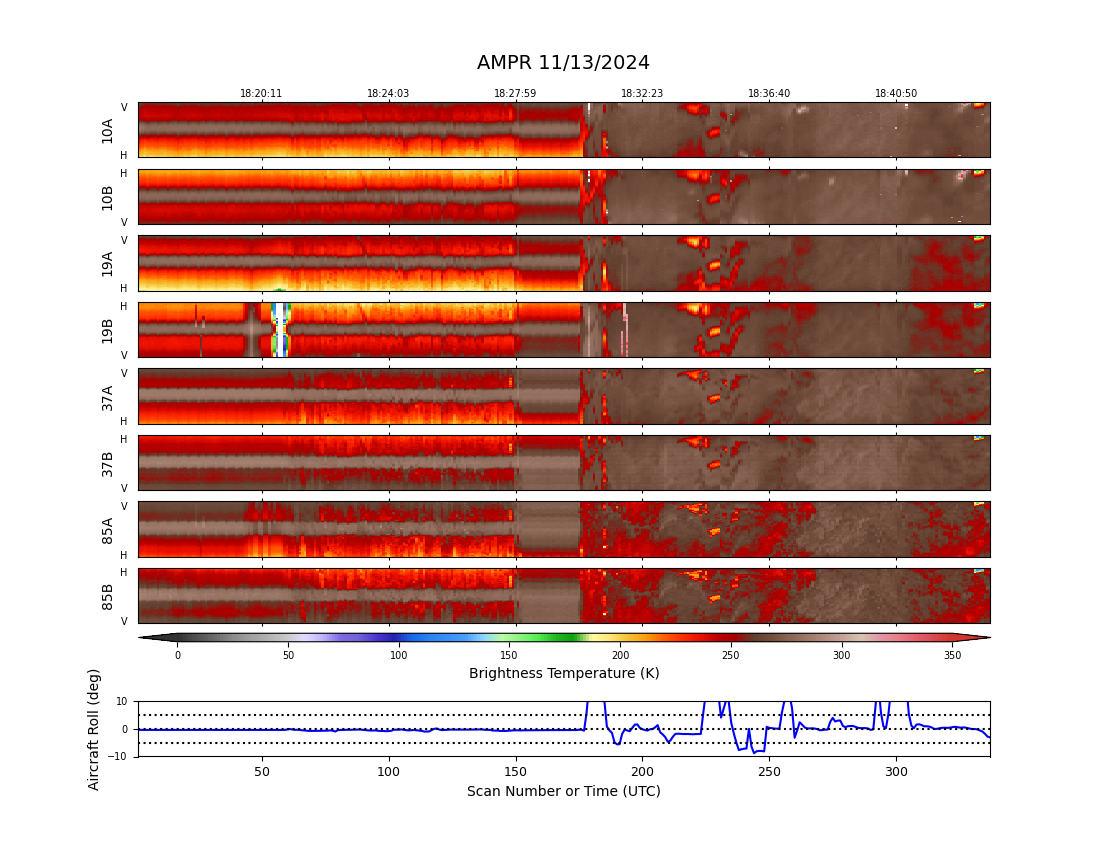 AMPR 11/13/2024
18:20:11 18:24:03 18:27:59 18:32:23 18:36:40 18:40:50
V
10A
H
H
10B
V
V
19A
H
H
19B
V
V
37A
H
H
37B
V
V
85A
H
H
85B
V
0 50 100 150 200 250 300 350
Brightness Temperature (K)
Aircraft Roll (deg)
10
0
−10
50 100 150 200 250 300
Scan Number or Time (UTC)